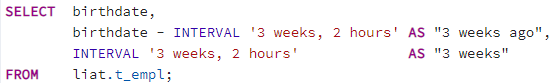 SELECT birthdate,
birthdate - INTERVAL '3 weeks, 2 hours' AS "3 weeks ago",
INTERVAL '3 weeks, 2 hours' AS "3 weeks"
FROM liat.t_empl;